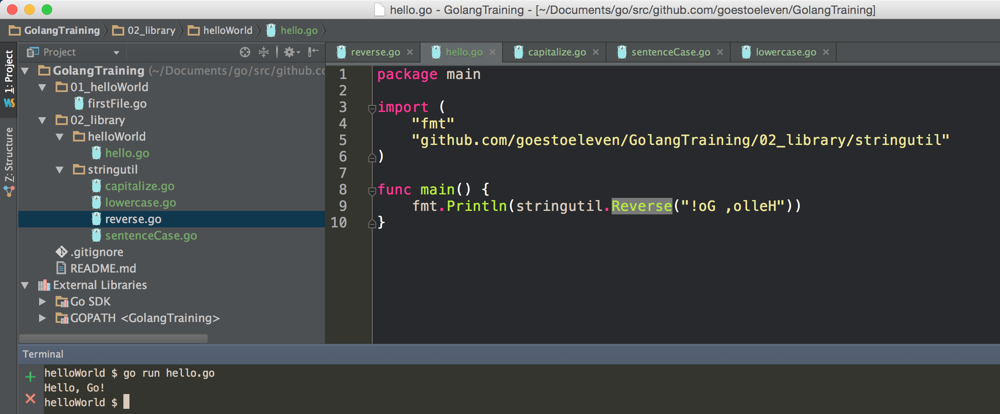 hello.go - GolangTraining - [~/Documents/go/src/github.com/goestoeleven/GolangTraining]
GolangTraining 02_library helloWorld hello.go
1: Project
7: Structure
Project
GolangTraining (~/Documents/go/src/github.co
01_helloWorld
firstFile.go
02_library
helloWorld
hello.go
stringutil
capitalize.go
lowercase.go
reverse.go
sentenceCase.go
.gitignore
README.md
External Libraries
Go SDK
GOPATH <GolangTraining>
reverse.go hello.go capitalize.go sentenceCase.go lowercase.go
1 package main
2
3 import (
4 "fmt"
5 "github.com/goestoeleven/GolangTraining/02_library/stringutil"
6 )
7
8 func main() {
9 fmt.Println(stringutil.Reverse("!oG ,olleH"))
10 }
Terminal
helloWorld $ go run hello.go
Hello, Go!
helloWorld $